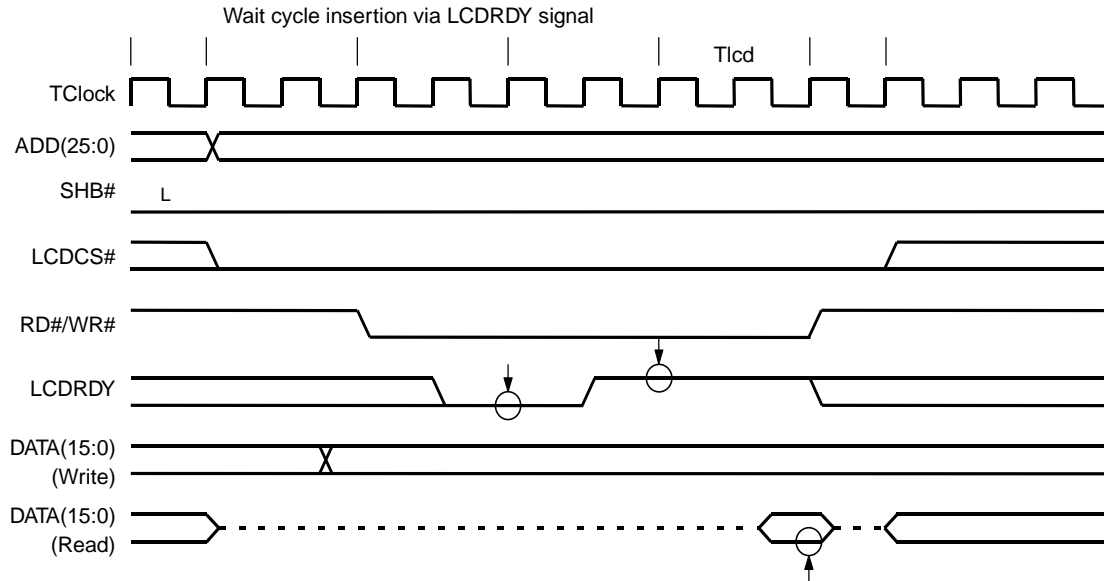 Wait cycle insertion via LCDRDY signal
Tlcd
TClock
ADD(25:0)
SHB#
L
LCDCS#
RD#/WR#
LCDRDY
DATA(15:0)
(Write)
DATA(15:0)
(Read)